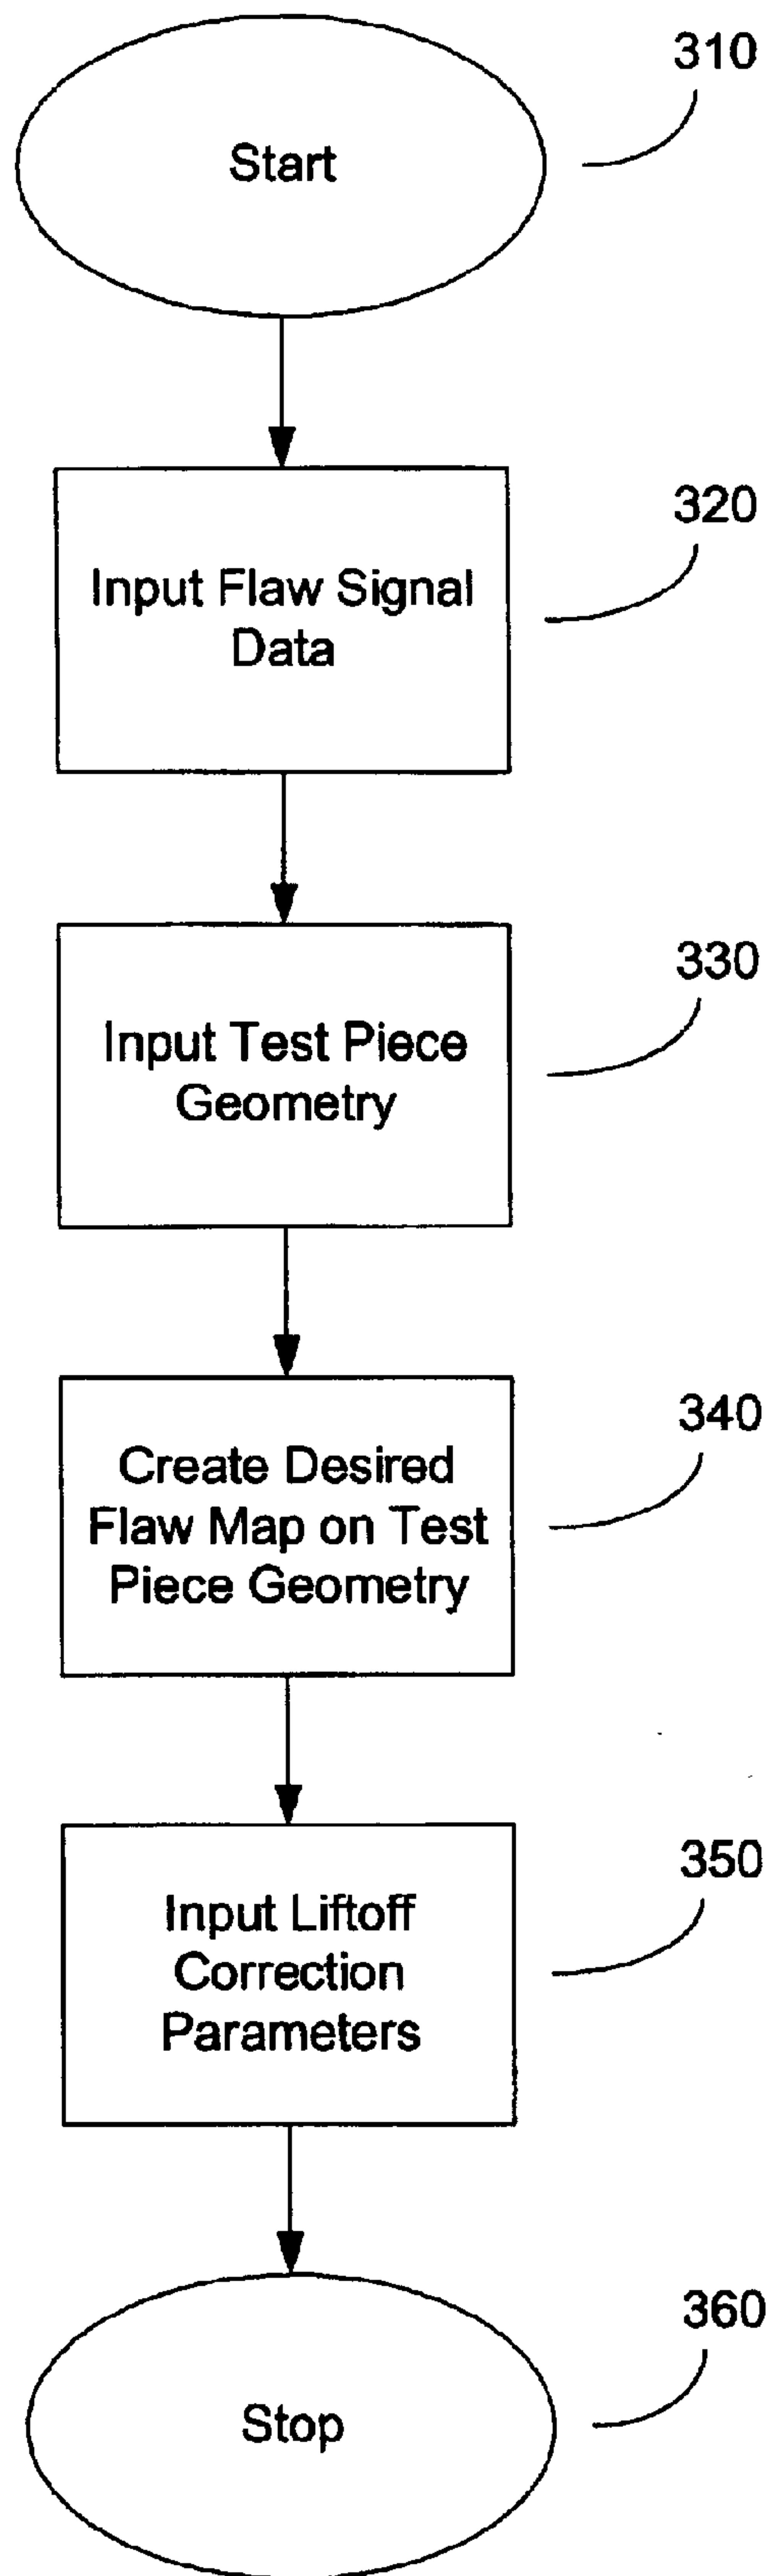 310
Start
320
Input Flaw Signal
Data
330
Input Test Piece
Geometry
340
Create Desired
Flaw Map on Test
Piece Geometry
350
Input Liftoff
Correction
Parameters
360
Stop